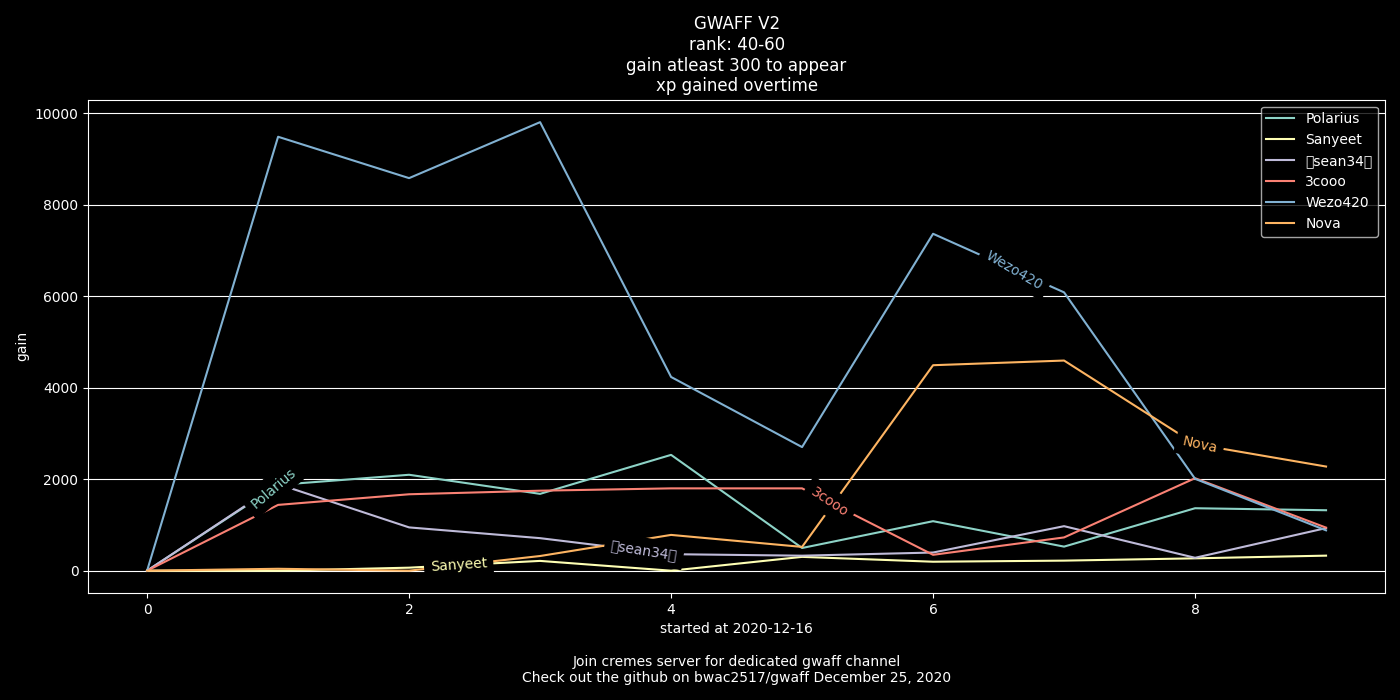 GWAFF V2
rank: 40-60
gain atleast 300 to appear
xp gained overtime
10000
8000
6000
4000
2000
0
gain
Polarius
Sanyeet
sean34
3cooo
Wezo420
Nova
Wezo420
Nova
Polarius
3cooo
sean34
Sanyeet
0
2
4
6
8
started at 2020-12-16
Join cremes server for dedicated gwaff channel
Check out the github on bwac2517/gwaff December 25, 2020